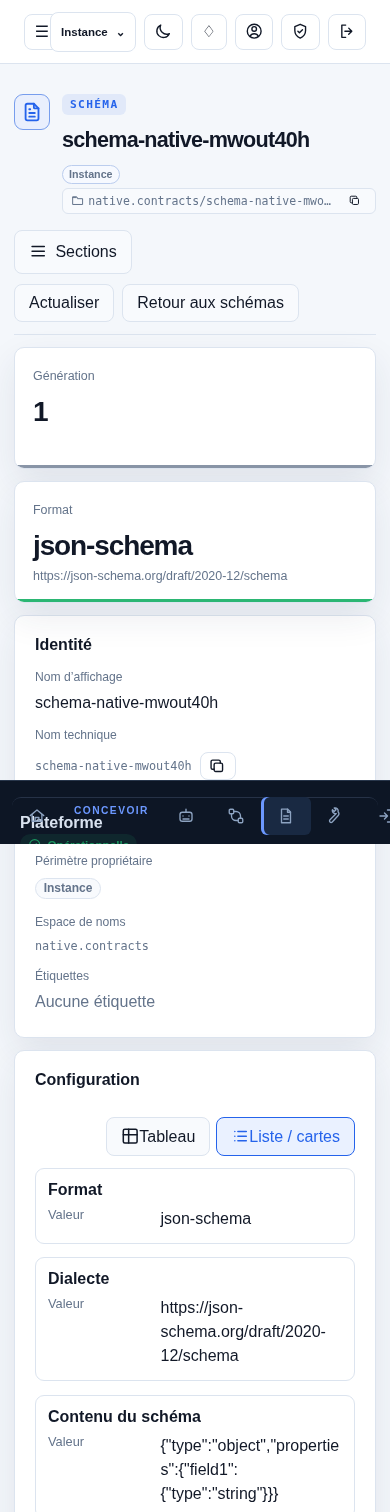 Instance
SCHÉMA
schema-native-mwout40h
Instance
native.contracts/schema-native-mwo…
Sections
Actualiser
Retour aux schémas
Génération
1
Format
json-schema
https://json-schema.org/draft/2020-12/schema
Identité
Nom d’affichage
schema-native-mwout40h
Nom technique
schema-native-mwout40h
CONCEVOIR
Plateforme
Opérationnelle
Périmètre propriétaire
Instance
Espace de noms
native.contracts
Étiquettes
Aucune étiquette
Configuration
Tableau
Liste / cartes
Format
Valeur
json-schema
Dialecte
Valeur
https://json-
schema.org/draft/2020-
12/schema
Contenu du schéma
Valeur
{"type":"object","propertie
s":{"field1":
{"type":"string"}}}